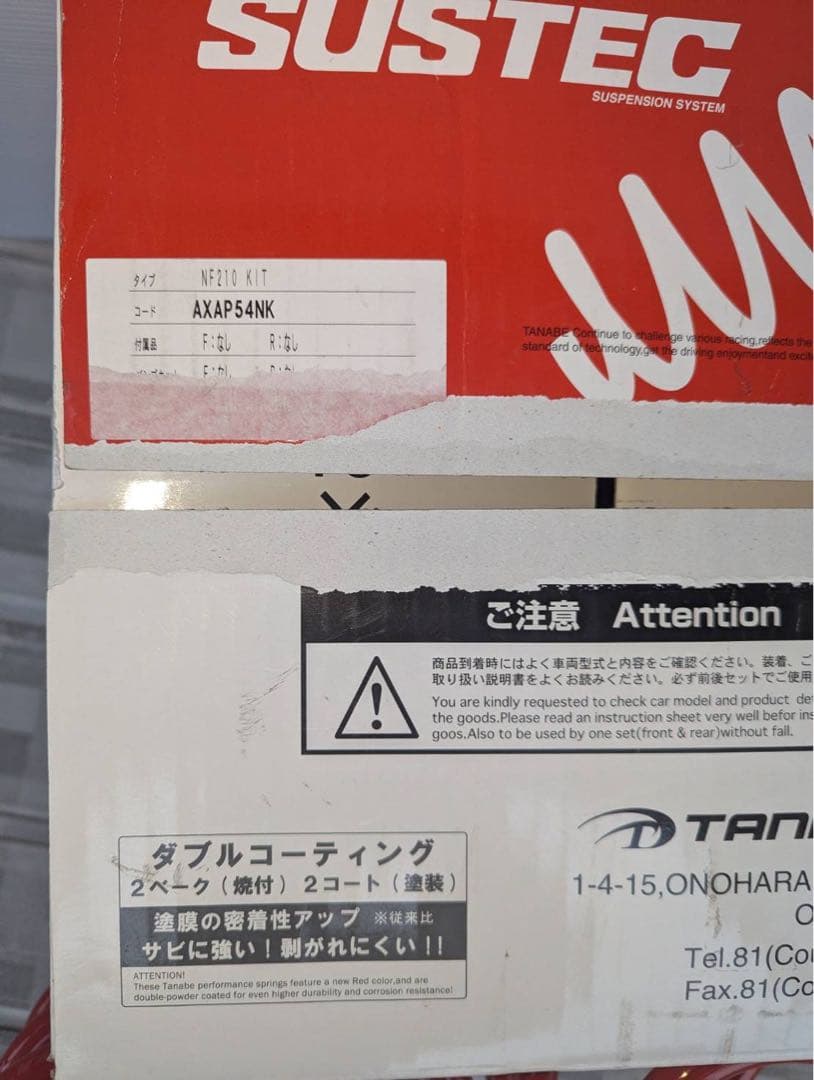 SUSTEC
SUSPENSION SYSTEM
タイプ NF210 KIT
コード AXAP54NK
付属品 F:なし R:なし
TANABE Continue to challenge various racing,reflects the
standard of technology,get the driving enjoymentand excit
ご注意 Attention
商品到着時にはよく車両型式と内容をご確認ください。装着、ご
取り扱い説明書をよくお読みください。必ず前後セットでご使用
You are kindly requested to check car model and product de
the goods.Please read an instruction sheet very well befor ins
goos.Also to be used by one set(front & rear)without fall.
TANA
1-4-15,ONOHARA
O
Tel.81(Co
Fax.81(Co
ダブルコーティング
2ベーク(焼付) 2コート(塗装)
塗膜の密着性アップ ※従来比
サビに強い!剝がれにくい!!
ATTENTION!
These Tanabe performance springs feature a new Red color,and are
double-powder coated for even higher durability and corrosion resistance!